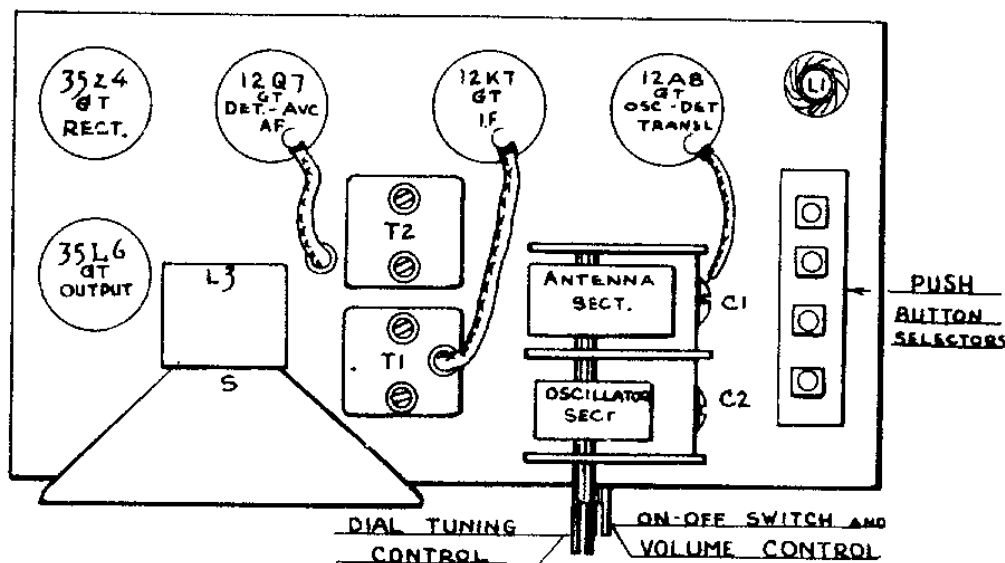 35Z4
GT
RECT.
12Q7
GT
DET.-AVC
AF
12K7
GT
I.F
12A8
GT
OSC-DET
TRANSL
L1
35L6
GT
OUTPUT
L3
S
T2
T1
ANTENNA
SECT.
C1
OSCILLATOR
SECT
C2
PUSH
BUTTON
SELECTORS
DIAL TUNING
CONTROL
ON-OFF SWITCH AND
VOLUME CONTROL